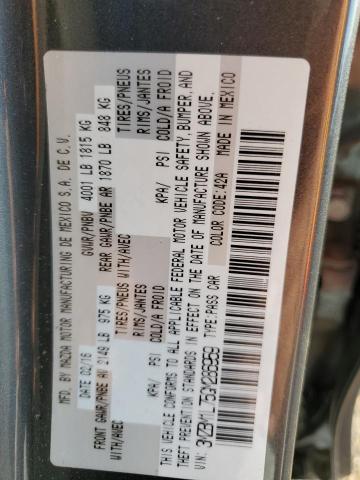 MFD. BY MAZDA MOTOR MANUFACTURING DE MEXICO S.A. DE C.V.
DATE 02/16 GVWR/PNBV 4001 LB 1815 KG
FRONT GAWR/PNBE AV 2149 LB 975 KG REAR GAWR/PNBE AR 1870 LB 848 KG
WITH/AVEC TIRES/PNEUS WITH/AVEC TIRES/PNEUS
RIMS/JANTES RIMS/JANTES
KPA/ PSI COLD/A FROID KPA/ PSI COLD/A FROID
THIS VEHICLE CONFORMS TO ALL APPLICABLE FEDERAL MOTOR VEHICLE SAFETY, BUMPER, AND
THEFT PREVENTION STANDARDS IN EFFECT ON THE DATE OF MANUFACTURE SHOWN ABOVE.
VIN: 3MZBM1L75GM286959 TYPE:PASS CAR COLOR CODE:42A MADE IN MEXICO